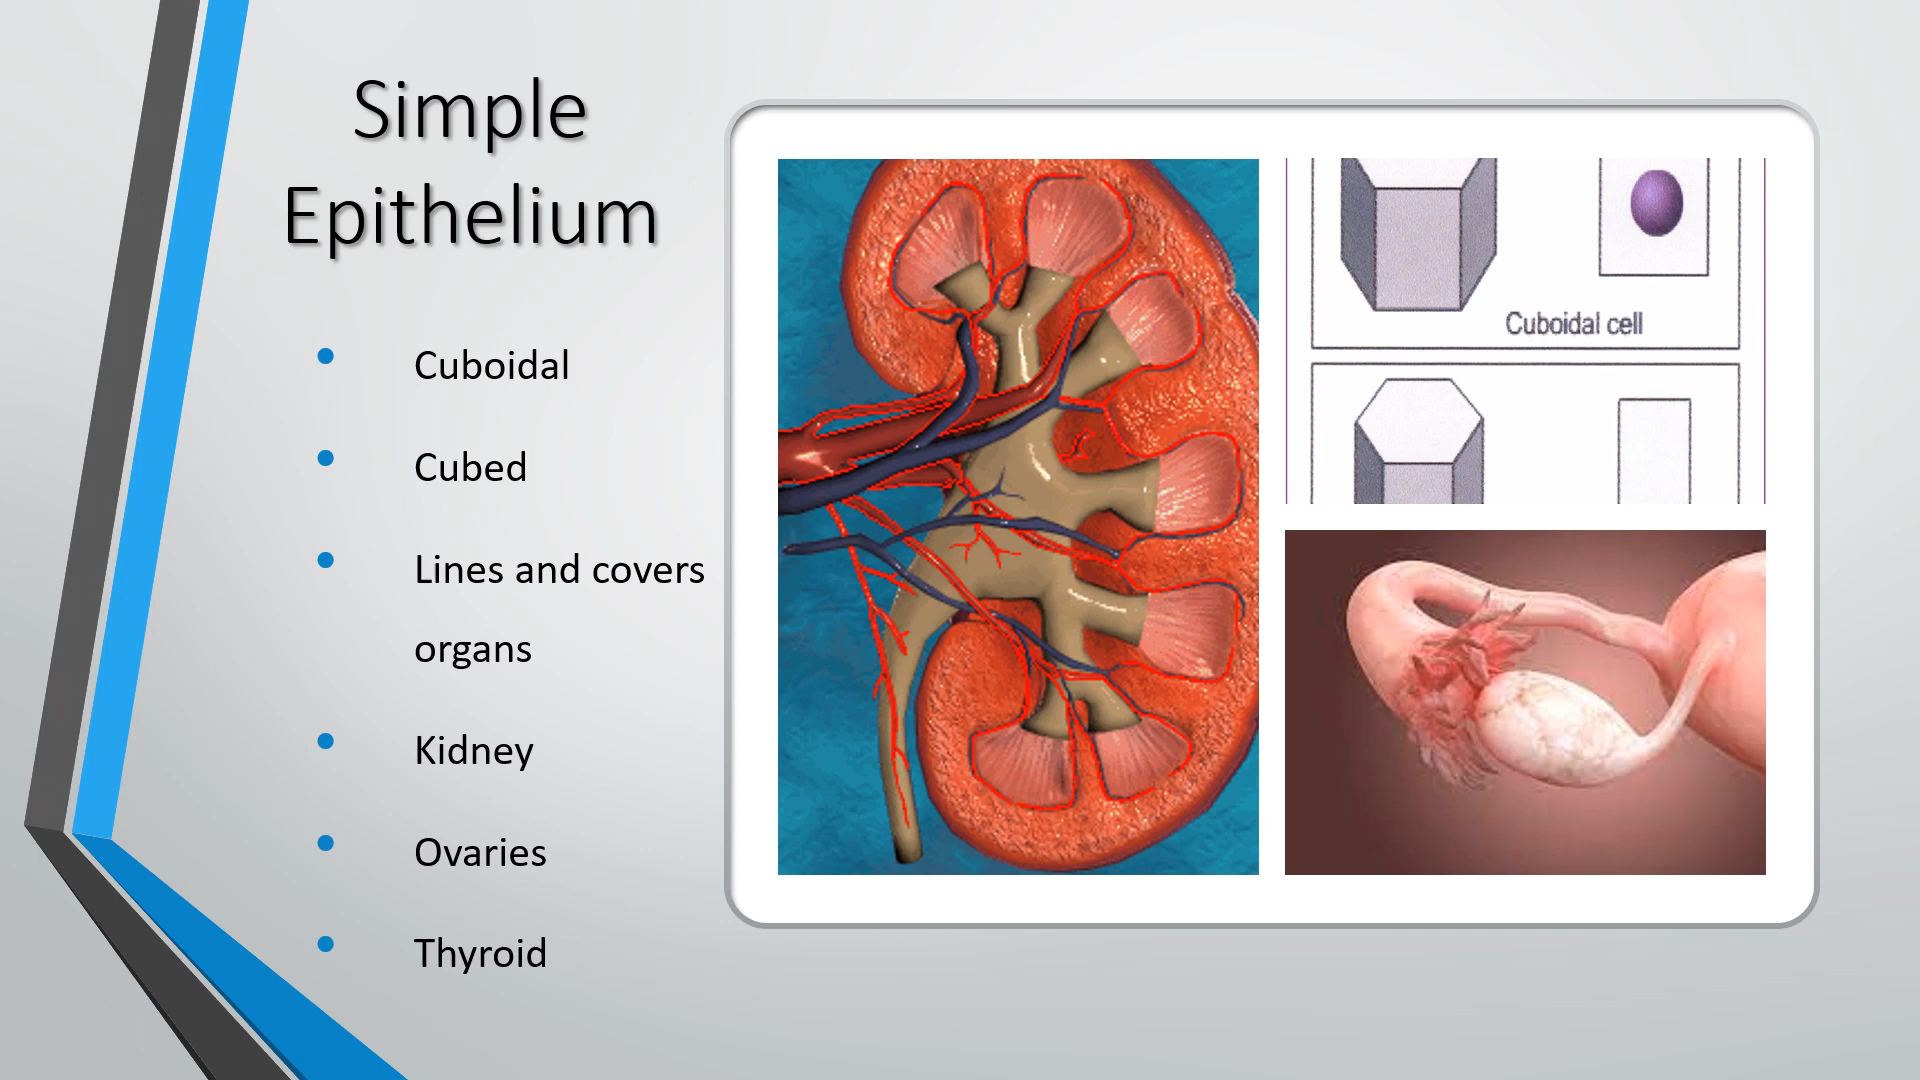 Simple
Epithelium
• Cuboidal
• Cubed
• Lines and covers
organs
• Kidney
• Ovaries
• Thyroid
Cuboidal cell